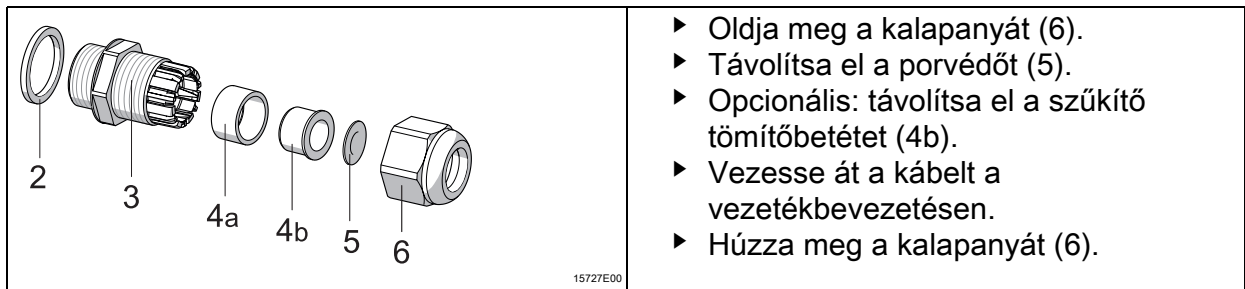 2
3
4a
4b
5
6
15727E00
▶ Oldja meg a kalapanyát (6).
▶ Távolítsa el a porvédőt (5).
▶ Opcionális: távolítsa el a szűkítő
tömítőbetétet (4b).
▶ Vezesse át a kábelt a
vezetékbevezetésen.
▶ Húzza meg a kalapanyát (6).